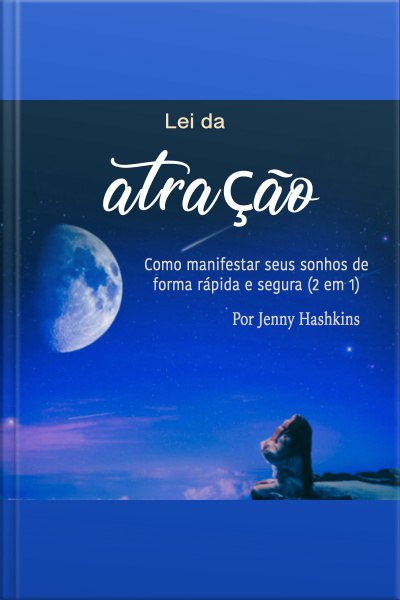 Lei da
atração
Como manifestar seus sonhos de
forma rápida e segura (2 em 1)
Por Jenny Hashkins